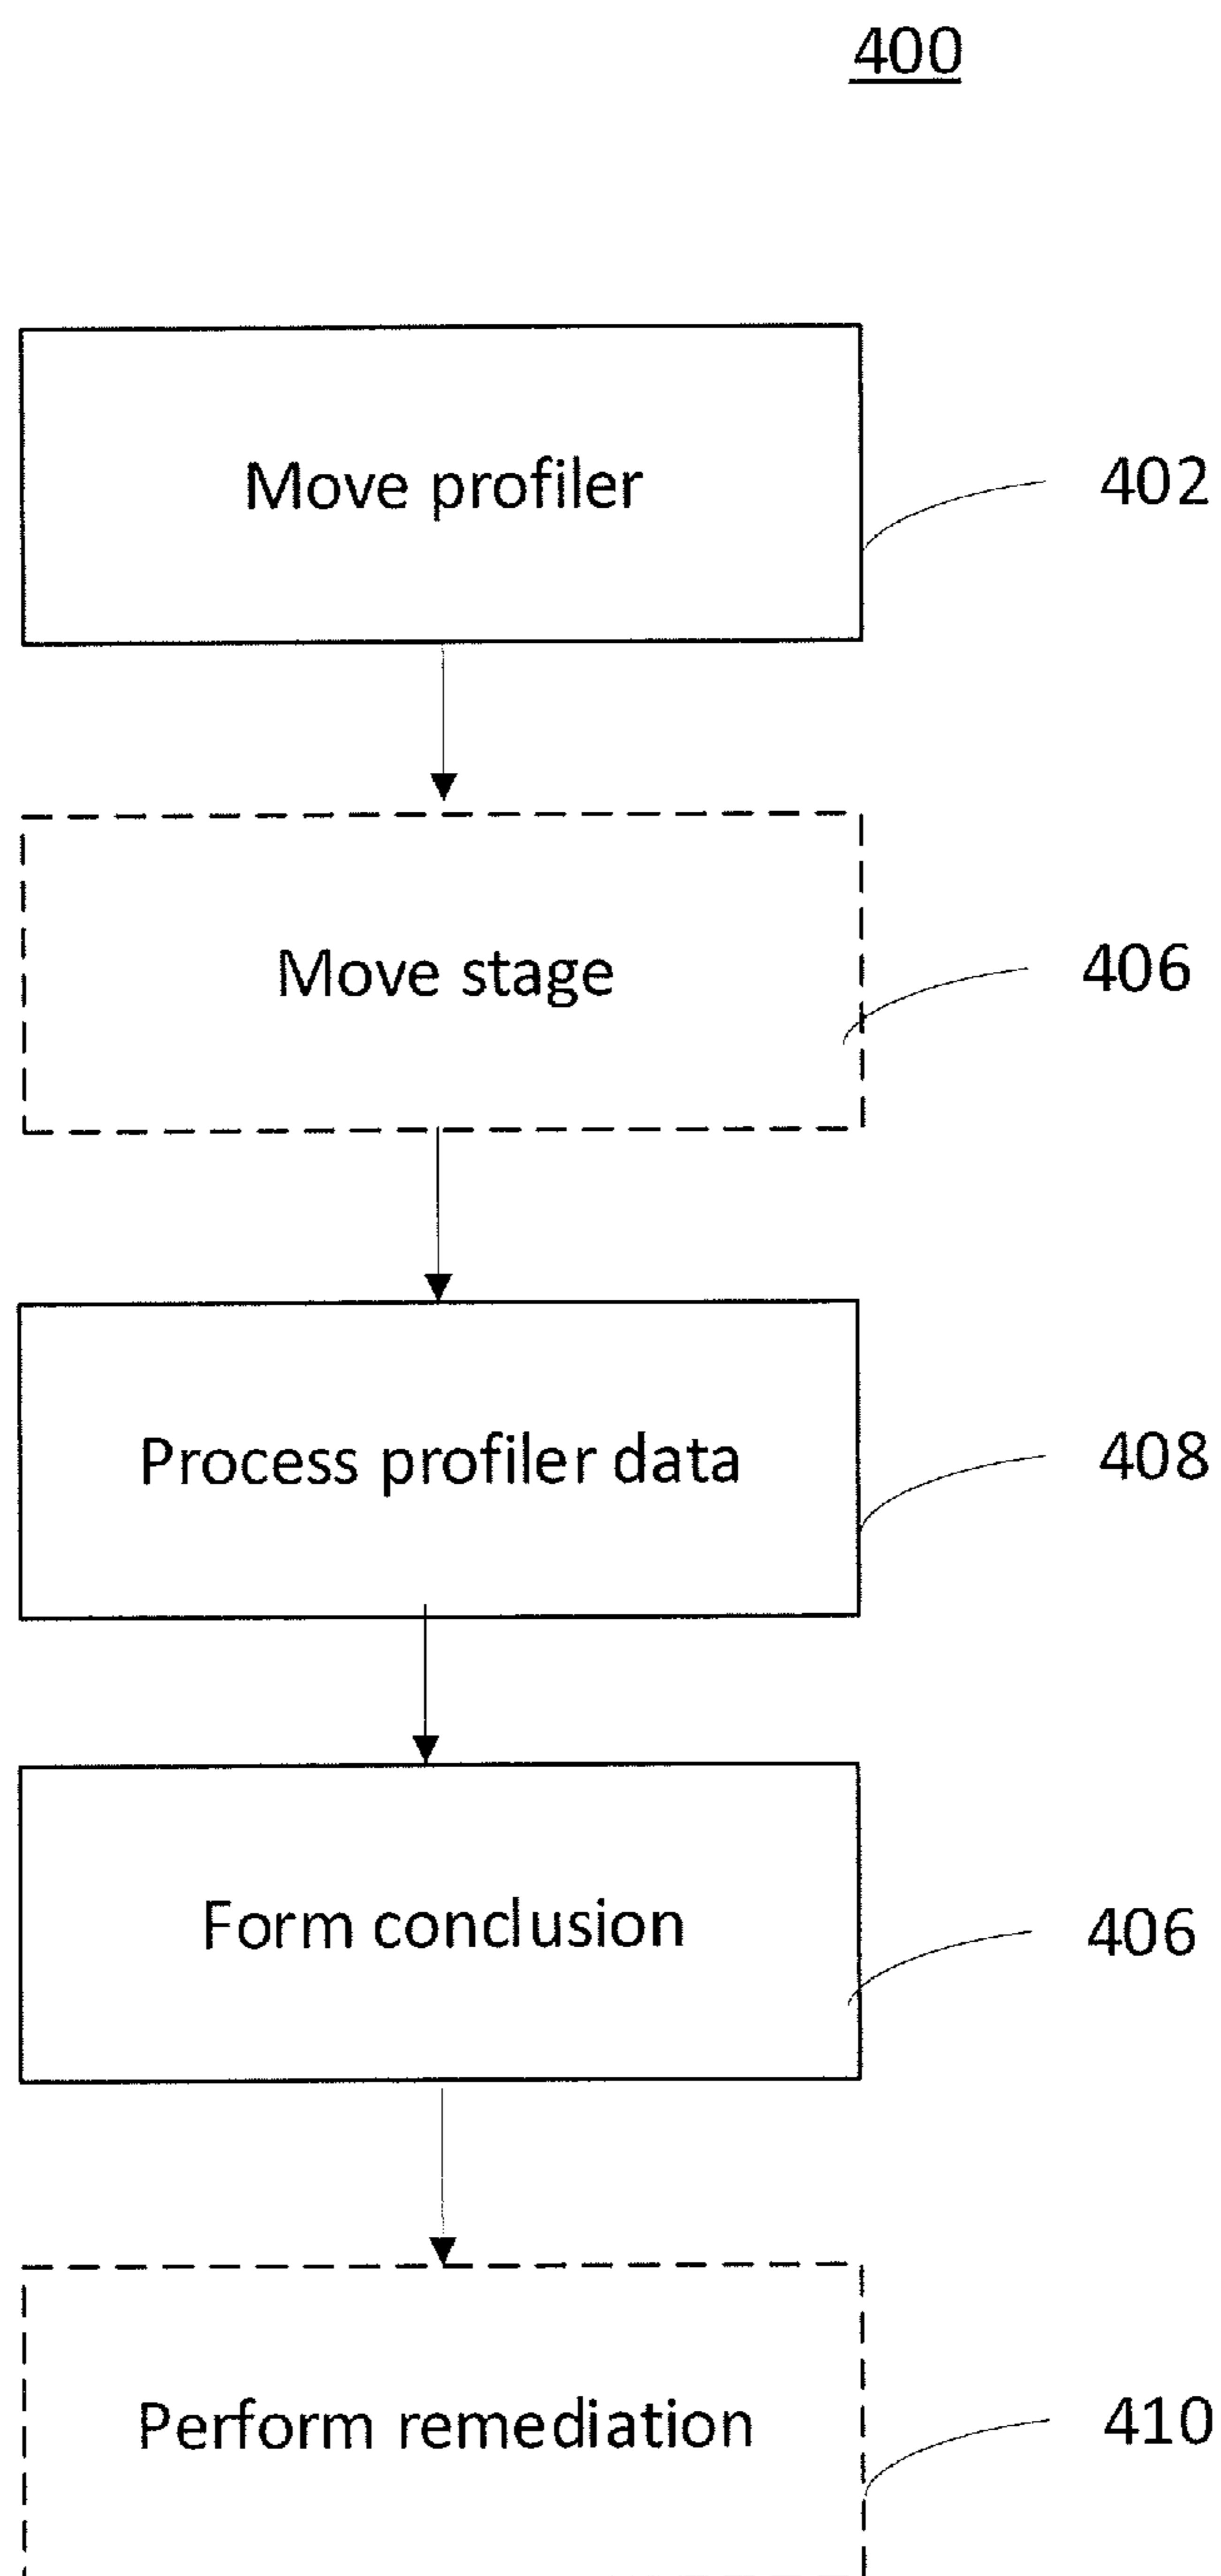 400
Move profiler
402
Move stage
406
Process profiler data
408
Form conclusion
406
Perform remediation
410